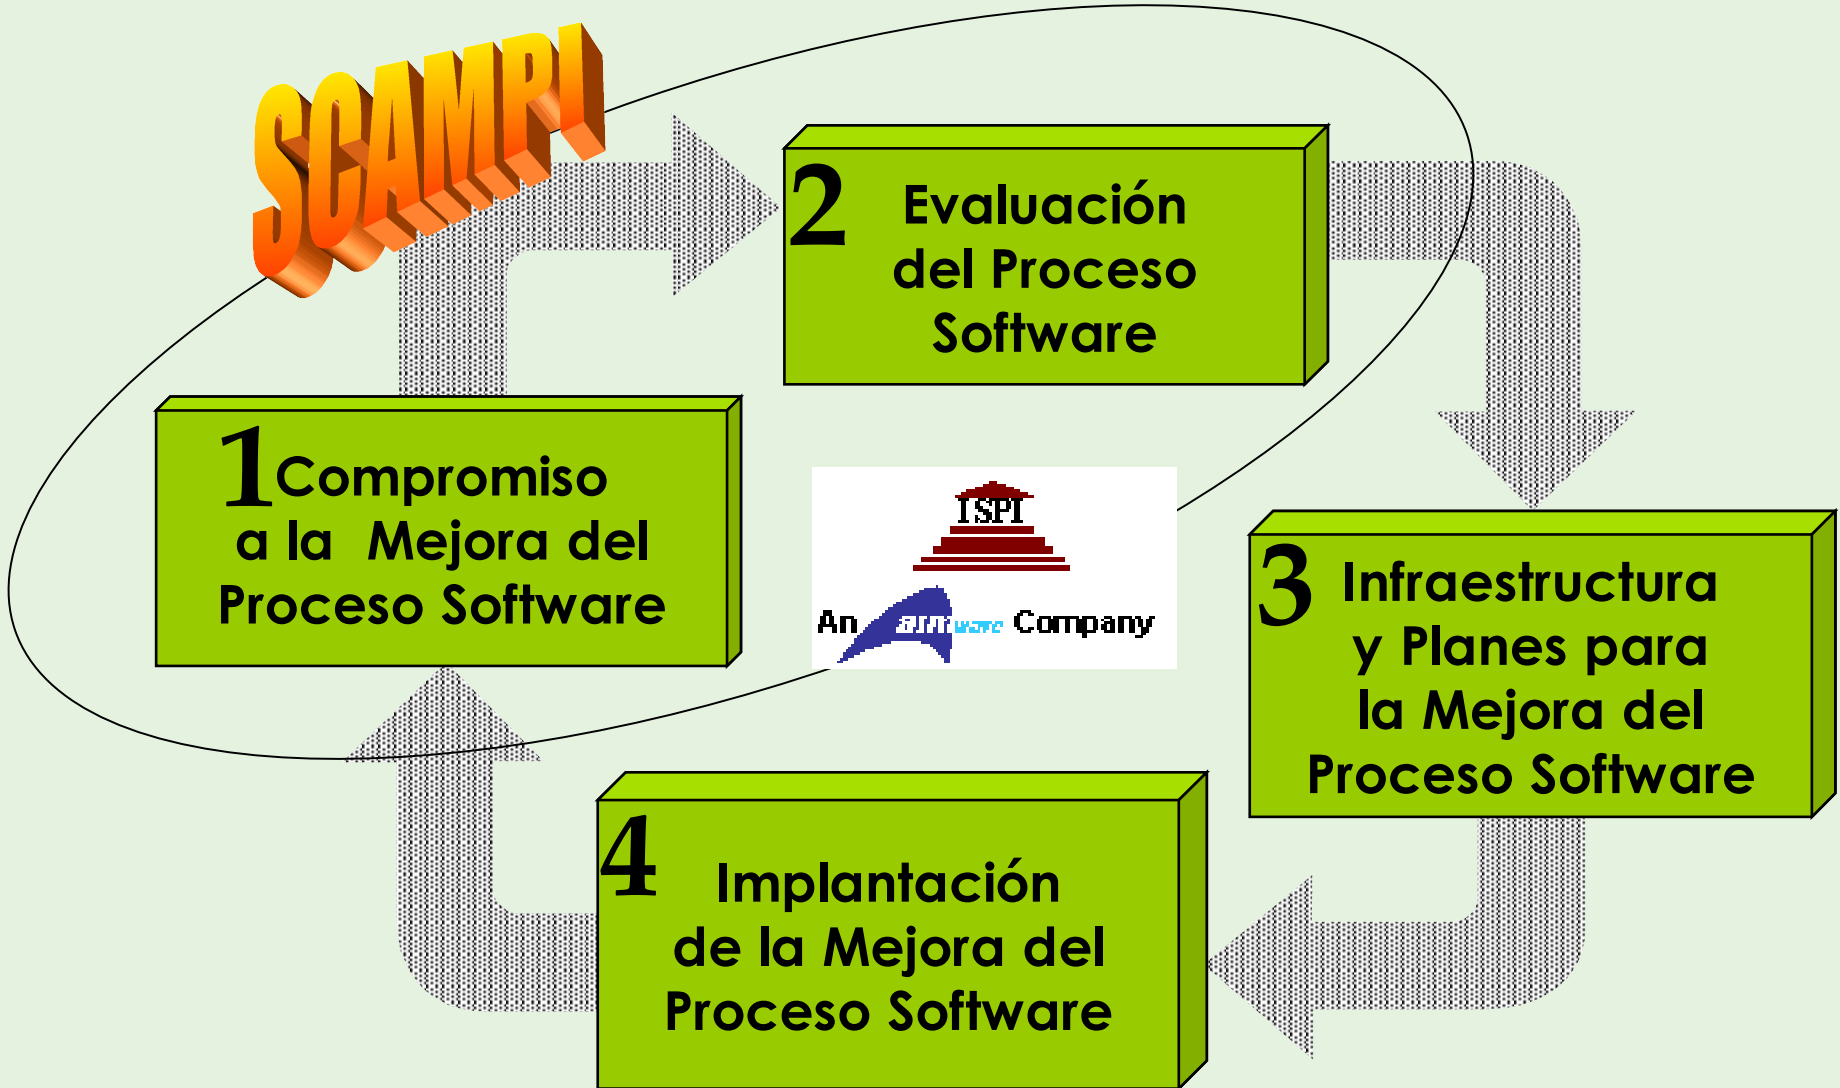 SCAMPI
2
Evaluación
del Proceso
Software
1
Compromiso
a la Mejora del
Proceso Software
ISPI
An
Company
3
Infraestructura
y Planes para
la Mejora del
Proceso Software
4
Implantación
de la Mejora del
Proceso Software